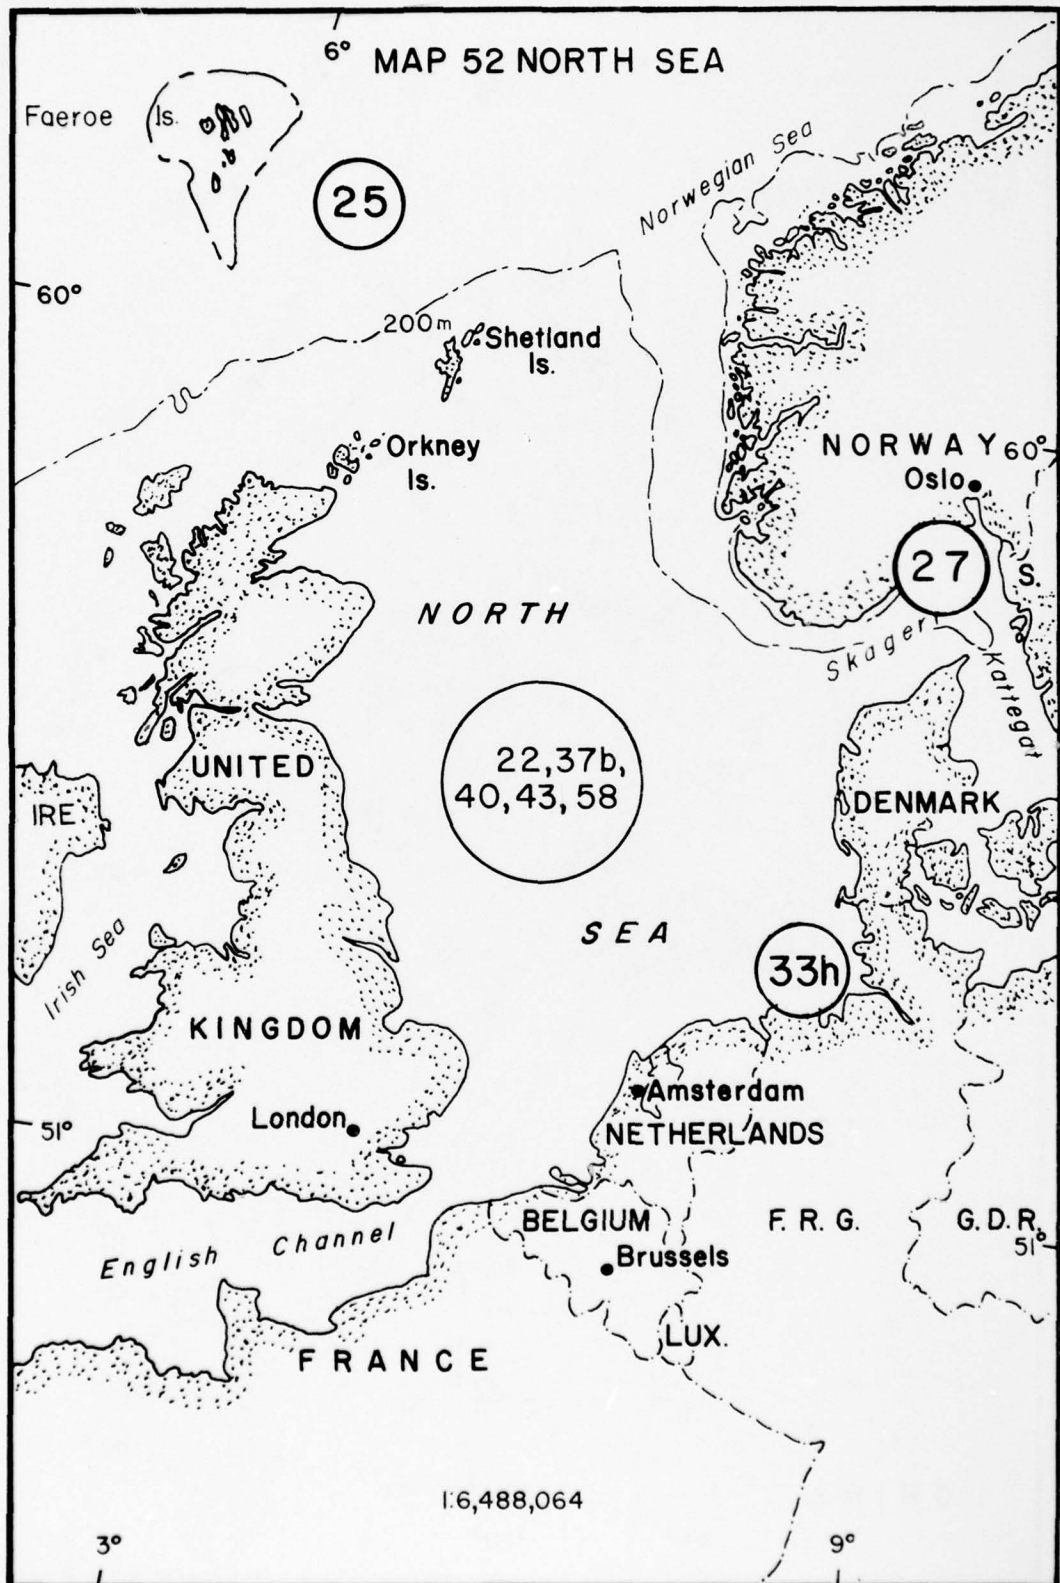 6°
MAP 52 NORTH SEA
Faeroe Is.
Norwegian Sea
25
60°
200m
Shetland
Is.
NORWAY 60°
Orkney
Is.
Oslo
27
S.
NORTH
Skager
Kattegat
UNITED
22,37b,
40,43,58
IRE.
DENMARK
SEA
Irish Sea
33h
KINGDOM
Amsterdam
London
51°
NETHERLANDS
BELGIUM
F. R. G.
G. D. R.
51°
English Channel
Brussels
LUX.
FRANCE
1:6,488,064
3°
9°